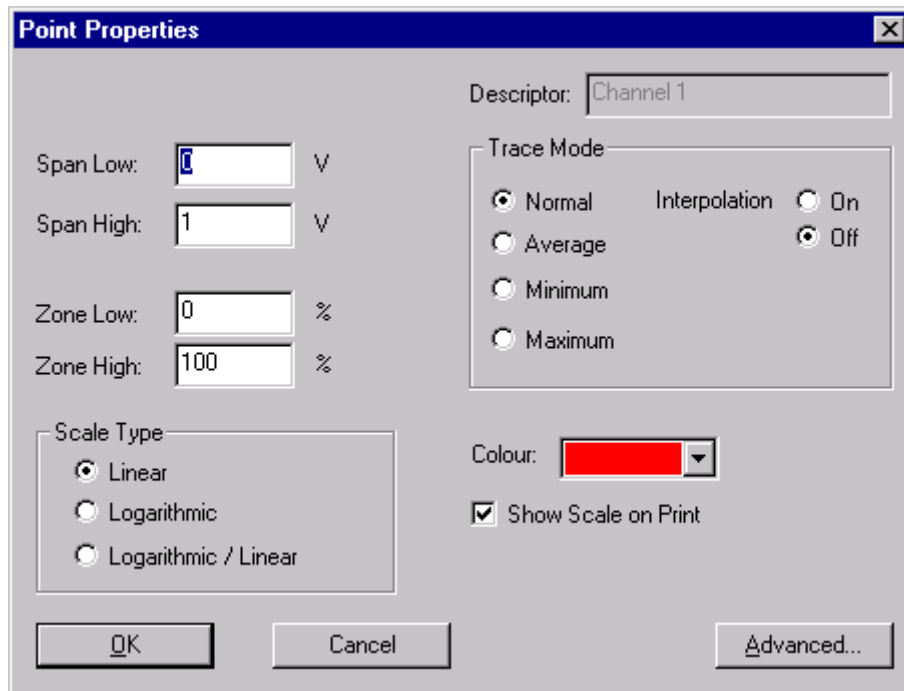 Point Properties
Descriptor: Channel 1
Span Low: 0 V
Span High: 1 V
Zone Low: 0 %
Zone High: 100 %
Trace Mode
Normal
Average
Minimum
Maximum
Interpolation
On
Off
Scale Type
Linear
Logarithmic
Logarithmic / Linear
Colour:
Show Scale on Print
OK
Cancel
Advanced...